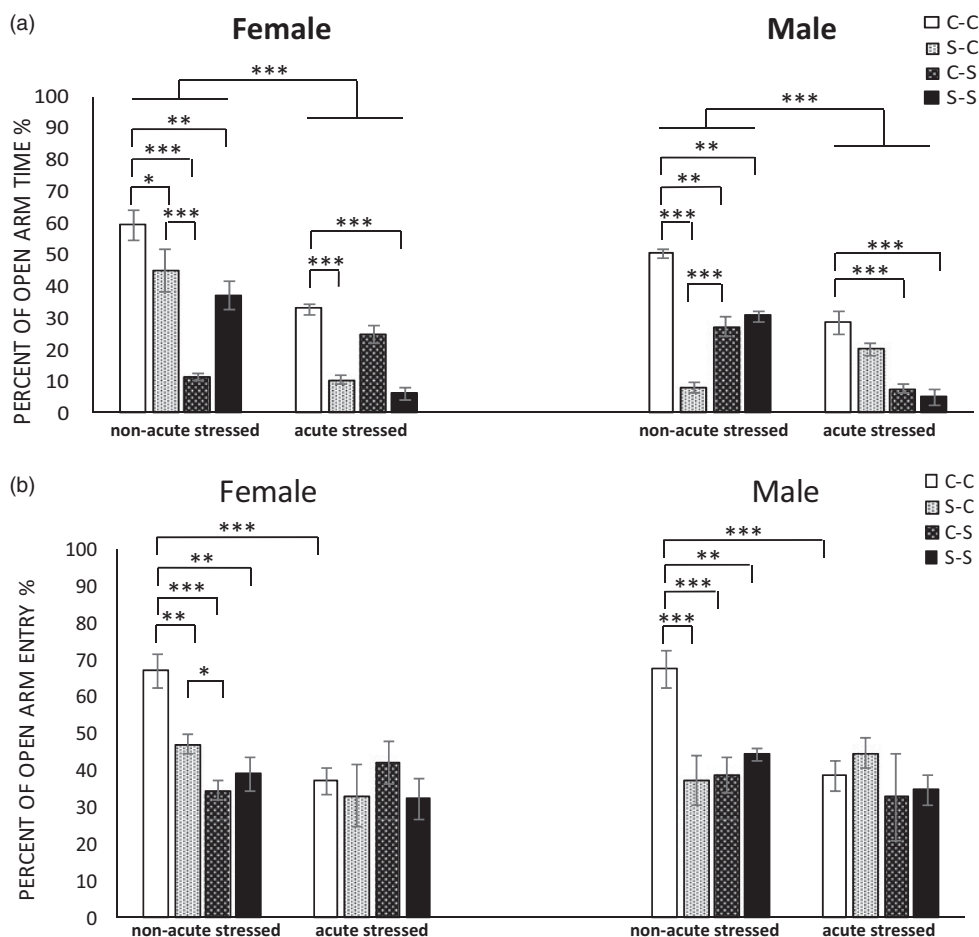 (a)
Female
Male
C-C
S-C
C-S
S-S
PERCENT OF OPEN ARM TIME %
100
90
80
70
60
50
40
30
20
10
0
***
**
***
*
***
***
***
***
**
**
***
***
***
***
non-acute stressed
acute stressed
non-acute stressed
acute stressed
(b)
Female
Male
C-C
S-C
C-S
S-S
PERCENT OF OPEN ARM ENTRY %
100
90
80
70
60
50
40
30
20
10
0
***
**
***
**
*
***
**
***
***
non-acute stressed
acute stressed
non-acute stressed
acute stressed